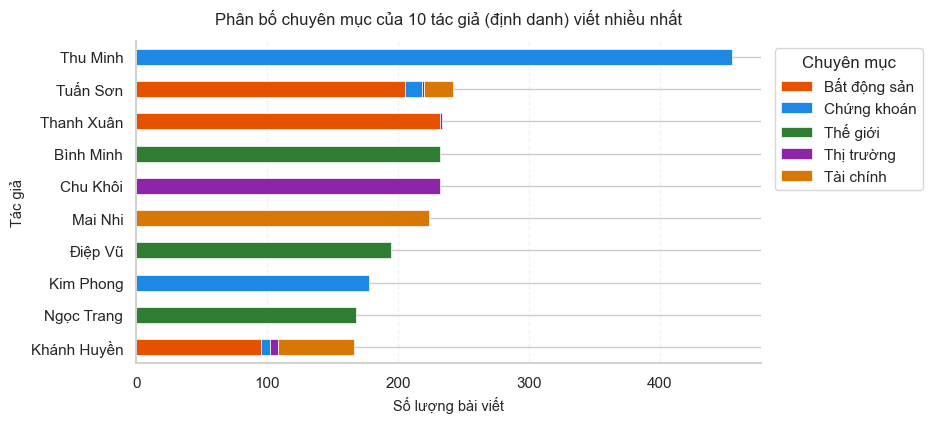 Phân bố chuyên mục của 10 tác giả (định danh) viết nhiều nhất
Thu Minh
Tuấn Sơn
Thanh Xuân
Bình Minh
Chu Khôi
Mai Nhi
Điệp Vũ
Kim Phong
Ngọc Trang
Khánh Huyền
Tác giả
0 100 200 300 400
Số lượng bài viết
Chuyên mục
Bất động sản
Chứng khoán
Thế giới
Thị trường
Tài chính